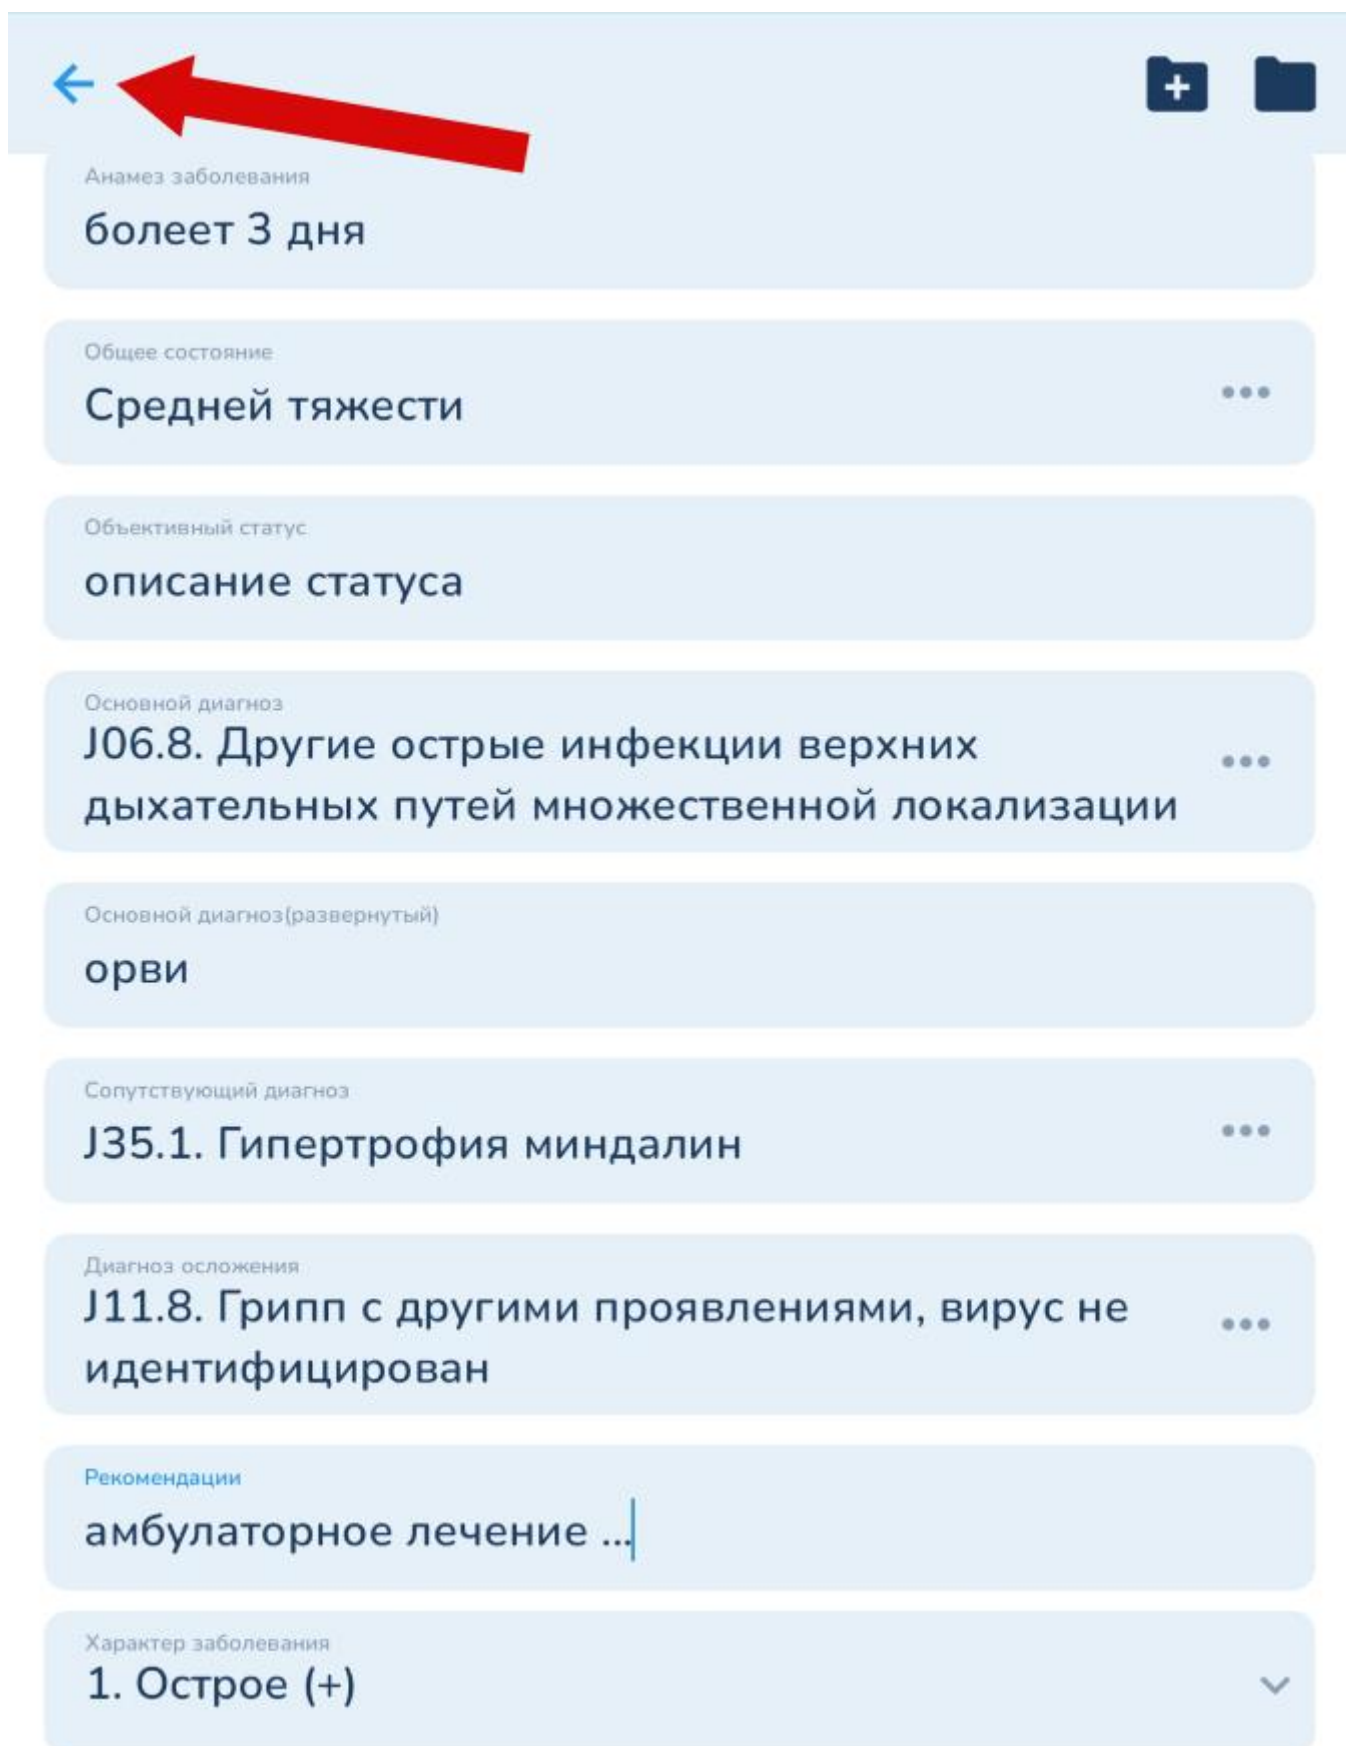 Анамез заболевания
болеет 3 дня
Общее состояние
Средней тяжести
Объективный статус
описание статуса
Основной диагноз
J06.8. Другие острые инфекции верхних
дыхательных путей множественной локализации
Основной диагноз(развернутый)
орви
Сопутствующий диагноз
J35.1. Гипертрофия миндалин
Диагноз осложения
J11.8. Грипп с другими проявлениями, вирус не
идентифицирован
Рекомендации
амбулаторное лечение ...
Характер заболевания
1. Острое (+)